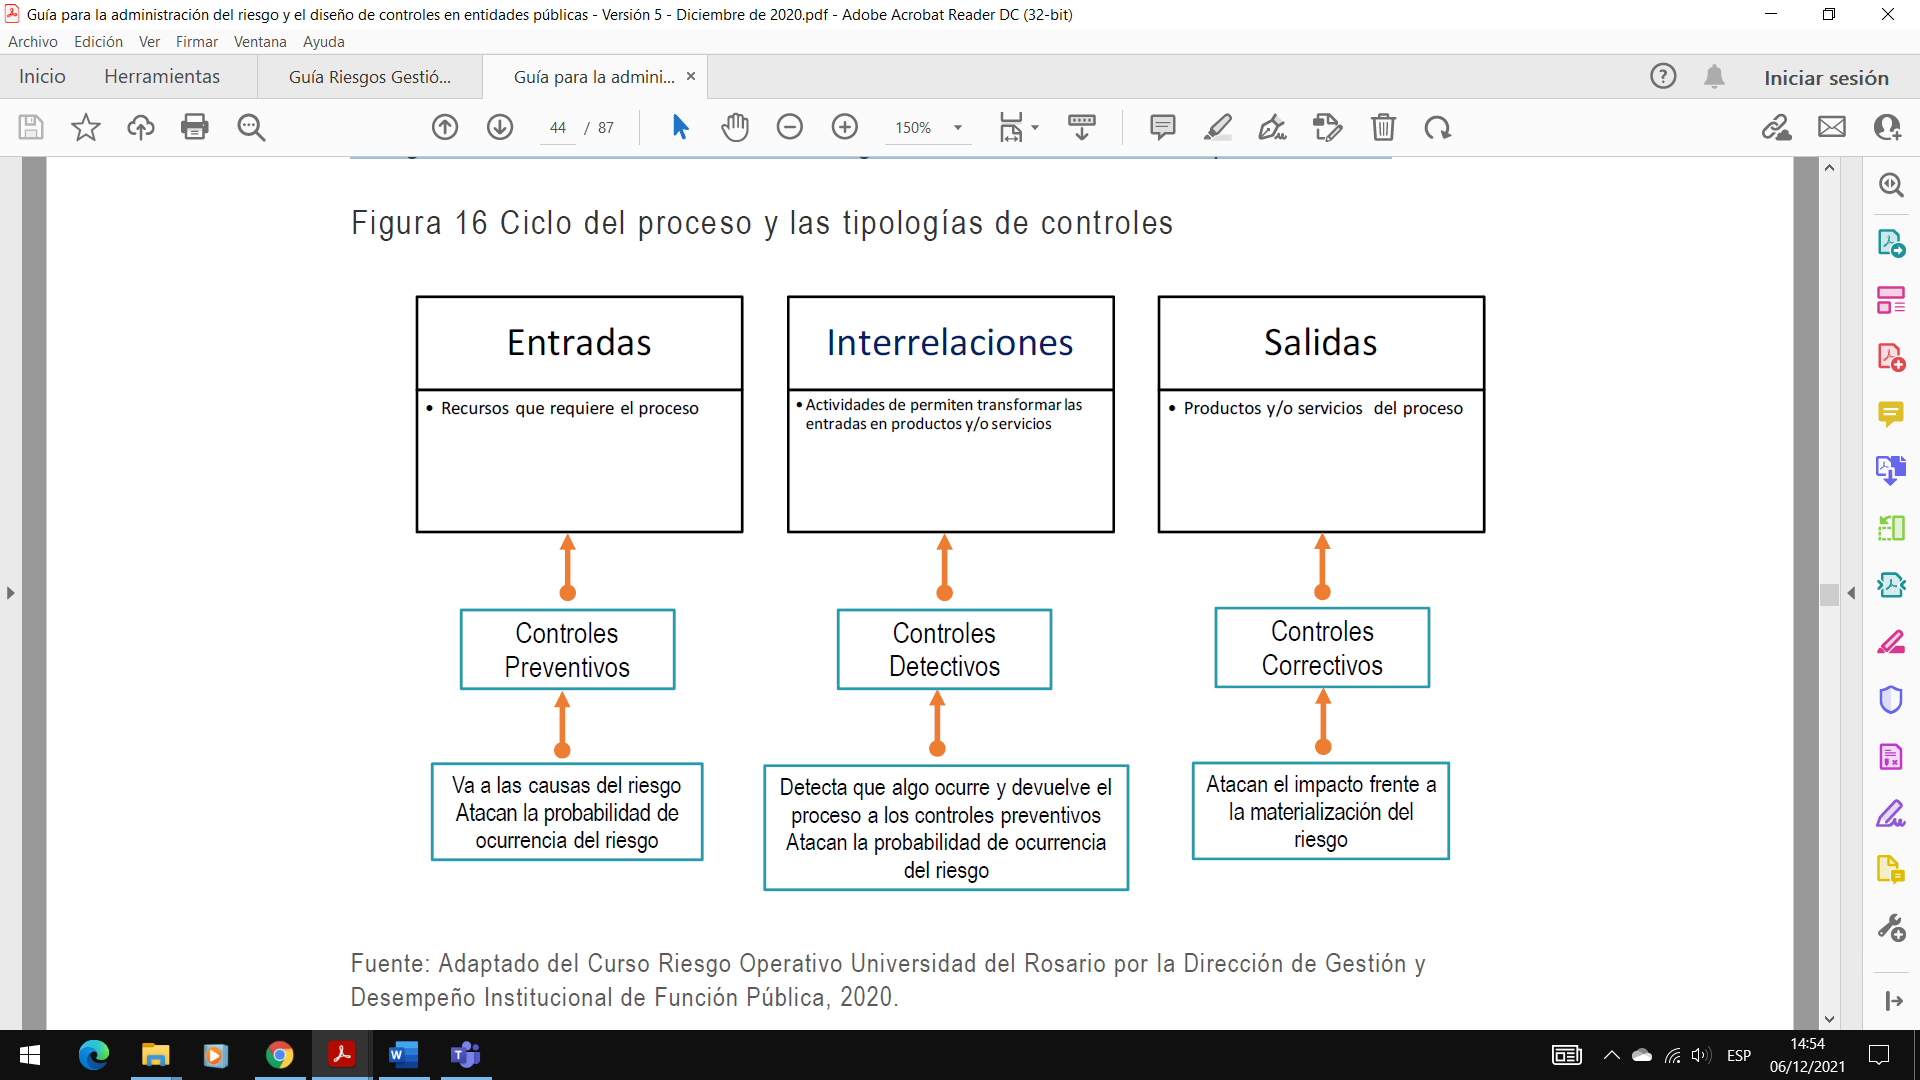 Guía para la administración del riesgo y el diseño de controles en entidades públicas - Versión 5 - Diciembre de 2020.pdf - Adobe Acrobat Reader DC (32-bit)
Archivo Edición Ver Firmar Ventana Ayuda
Inicio Herramientas Guía Riesgos Gestió... Guía para la admini... × Iniciar sesión
44 / 87 150%
Figura 16 Ciclo del proceso y las tipologías de controles
Entradas
• Recursos que requiere el proceso
Interrelaciones
• Actividades de permiten transformar las
entradas en productos y/o servicios
Salidas
• Productos y/o servicios del proceso
Controles
Preventivos
Controles
Detectivos
Controles
Correctivos
Va a las causas del riesgo
Atacan la probabilidad de
ocurrencia del riesgo
Detecta que algo ocurre y devuelve el
proceso a los controles preventivos
Atacan la probabilidad de ocurrencia
del riesgo
Atacan el impacto frente a
la materialización del
riesgo
Fuente: Adaptado del Curso Riesgo Operativo Universidad del Rosario por la Dirección de Gestión y
Desempeño Institucional de Función Pública, 2020.
ESP
14:54
06/12/2021